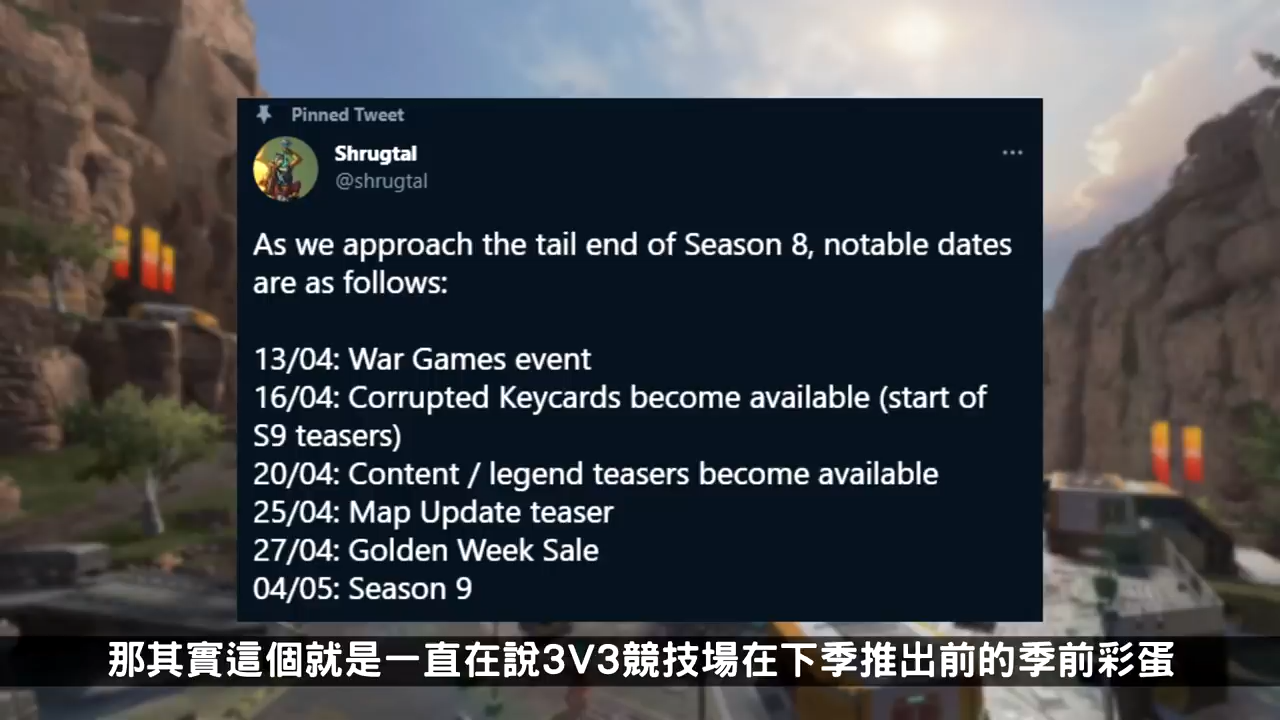 Pinned Tweet
Shrugtal
@shrugtal
As we approach the tail end of Season 8, notable dates
are as follows:
13/04: War Games event
16/04: Corrupted Keycards become available (start of
S9 teasers)
20/04: Content / legend teasers become available
25/04: Map Update teaser
27/04: Golden Week Sale
04/05: Season 9
那其實這個就是一直在說3V3競技場在下季推出前的季前彩蛋